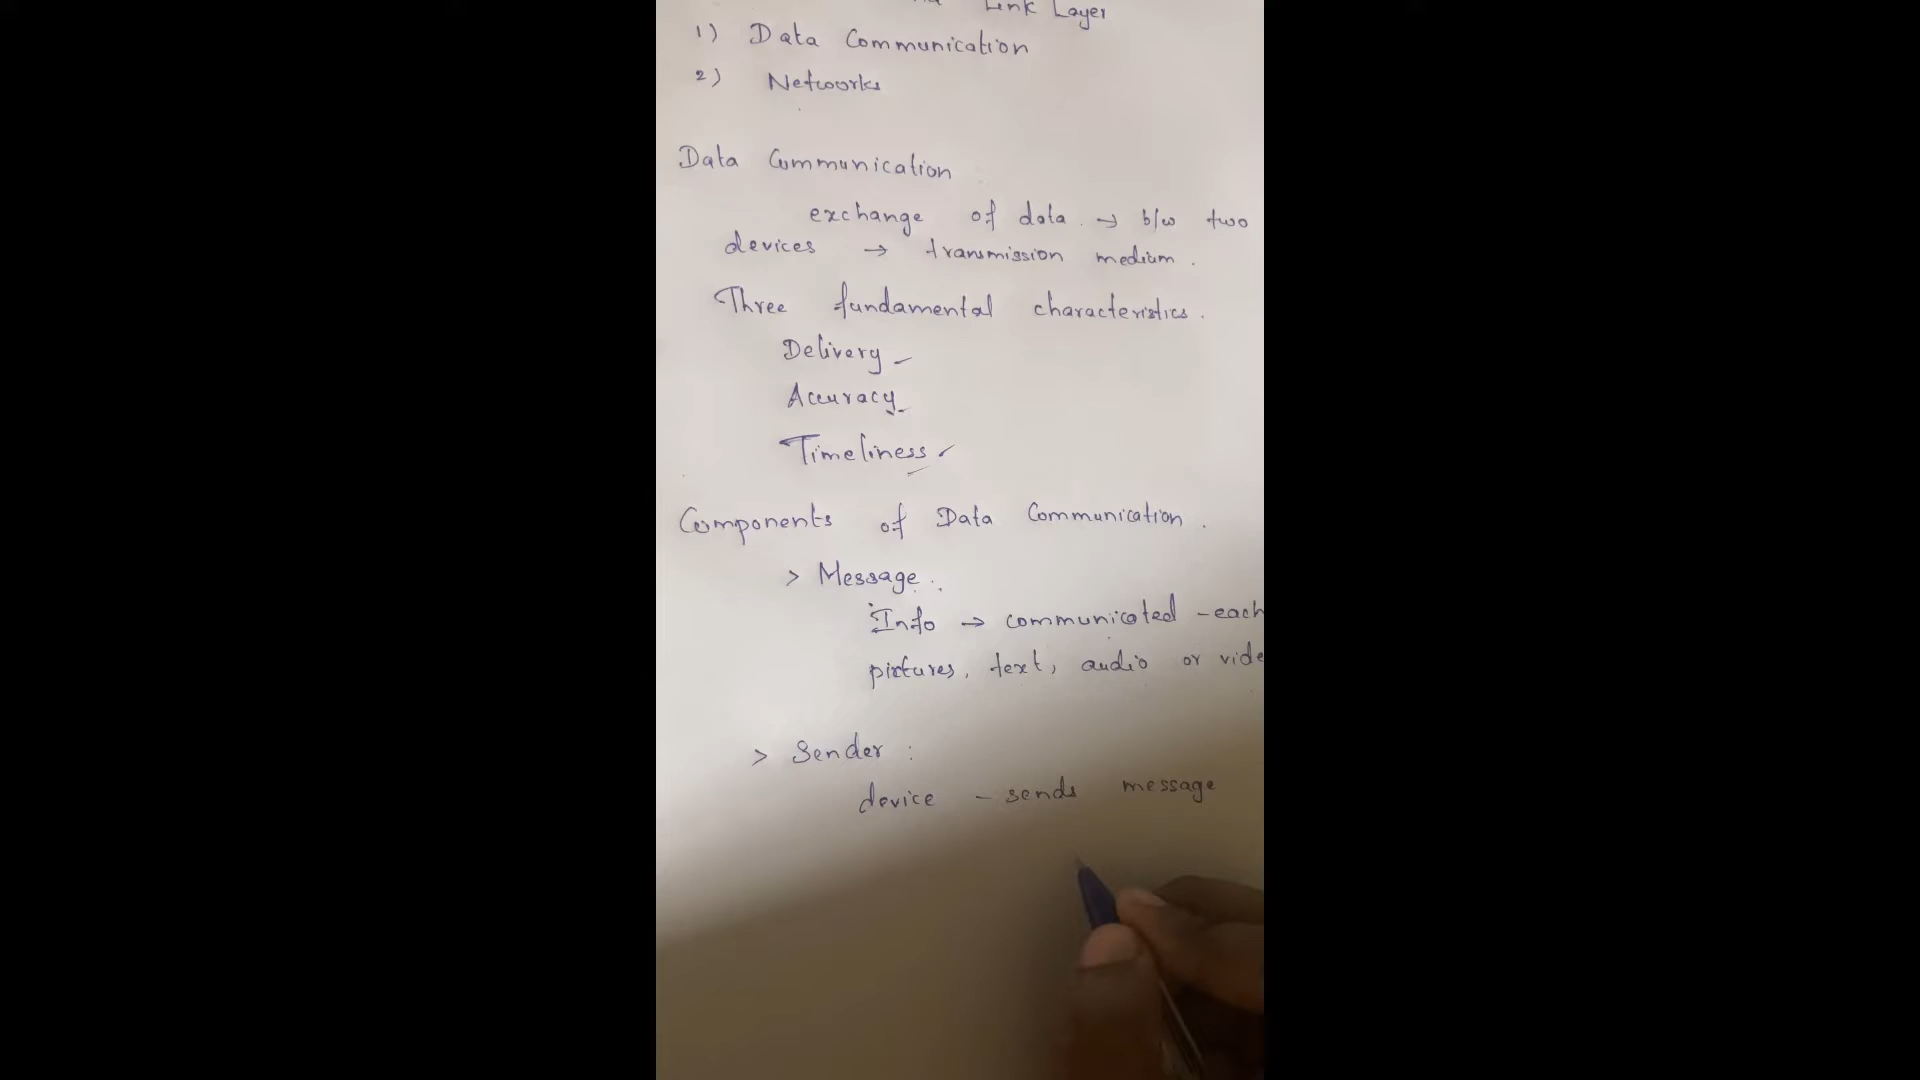 Link Layer
1) Data Communication
2) Networks
Data Communication
exchange of data → b/w two
devices → transmission medium.
Three fundamental characteristics.
Delivery
Accuracy
Timeliness
Components of Data Communication.
> Message.
Info → communicated - each
pictures, text, audio or vide
> Sender:
device - sends message